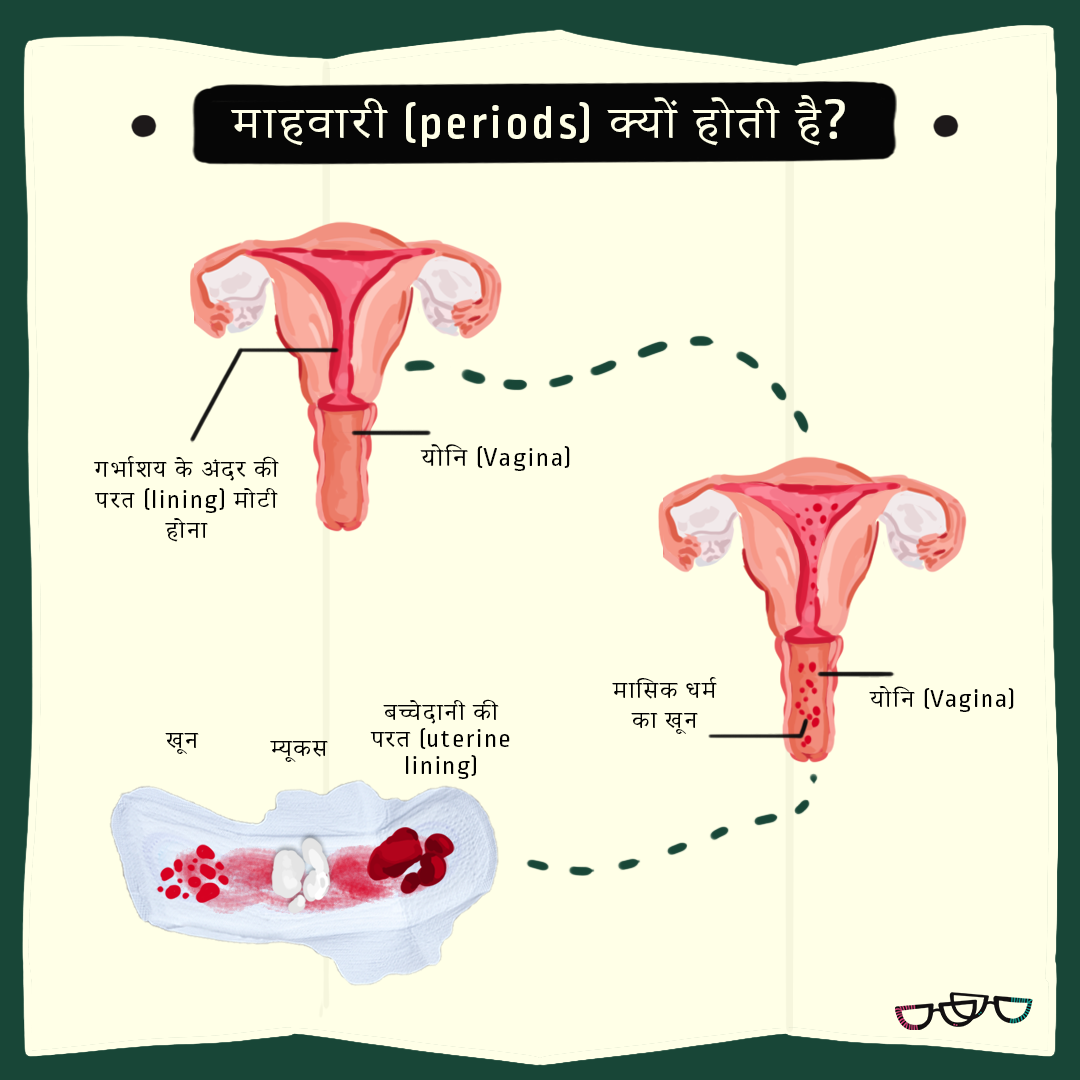 माहवारी (periods) क्यों होती है?
गर्भाशय के अंदर की
परत (lining) मोटी
होना
योनि (Vagina)
मासिक धर्म
का खून
योनि (Vagina)
खून
म्यूकस
बच्चेदानी की
परत (uterine
lining)